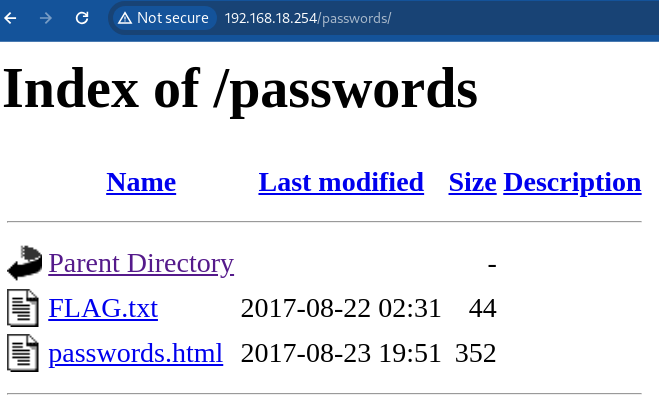 Not secure 192.168.18.254/passwords/
Index of /passwords
Name Last modified Size Description
Parent Directory -
FLAG.txt 2017-08-22 02:31 44
passwords.html 2017-08-23 19:51 352